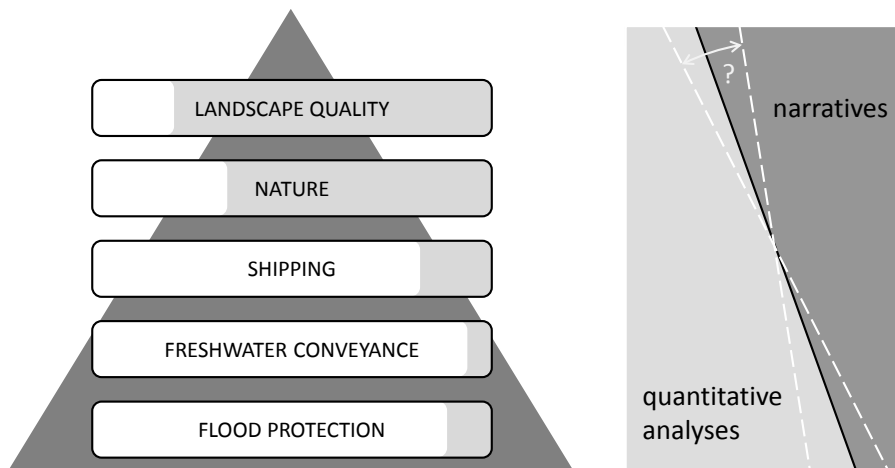 LANDSCAPE QUALITY
NATURE
SHIPPING
FRESHWATER CONVEYANCE
FLOOD PROTECTION
?
narratives
quantitative
analyses